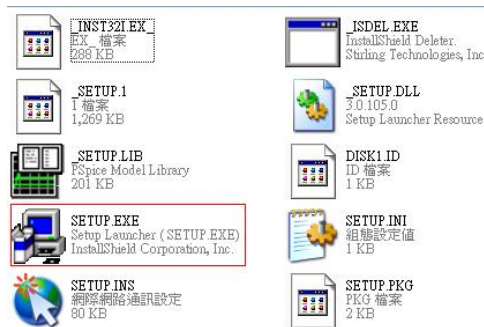 _INST32I.EX_
EX_ 檔案
288 KB
_ISDEL.EXE
InstallShield Deleter.
Stirling Technologies, Inc
_SETUP.1
1 檔案
1,269 KB
_SETUP.DLL
3.0.105.0
Setup Launcher Resource
_SETUP.LIB
PSpice Model Library
201 KB
DISK1.ID
ID 檔案
1 KB
SETUP.EXE
Setup Launcher (SETUP.EXE)
InstallShield Corporation, Inc.
SETUP.INI
組態設定值
1 KB
SETUP.INS
網際網路通訊設定
80 KB
SETUP.PKG
PKG 檔案
2 KB